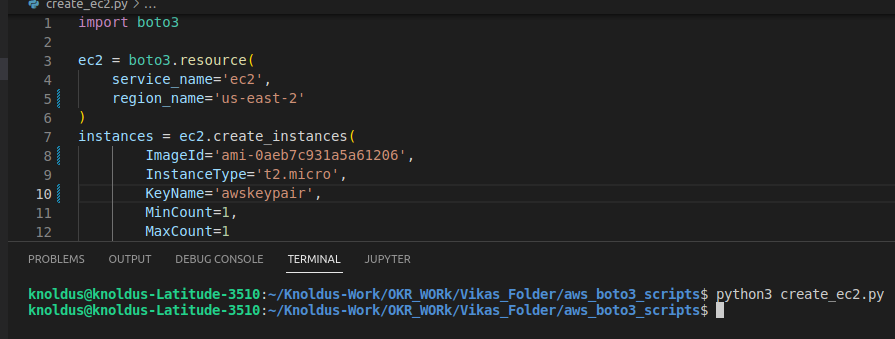 create_ec2.py > ...
1 import boto3
2
3 ec2 = boto3.resource(
4 service_name='ec2',
5 region_name='us-east-2'
6 )
7 instances = ec2.create_instances(
8 ImageId='ami-0aeb7c931a5a61206',
9 InstanceType='t2.micro',
10 KeyName='awskeypair',
11 MinCount=1,
12 MaxCount=1
PROBLEMS OUTPUT DEBUG CONSOLE TERMINAL JUPYTER
knoldus@knoldus-Latitude-3510:~/Knoldus-Work/OKR_WORk/Vikas_Folder/aws_boto3_scripts$ python3 create_ec2.py
knoldus@knoldus-Latitude-3510:~/Knoldus-Work/OKR_WORk/Vikas_Folder/aws_boto3_scripts$